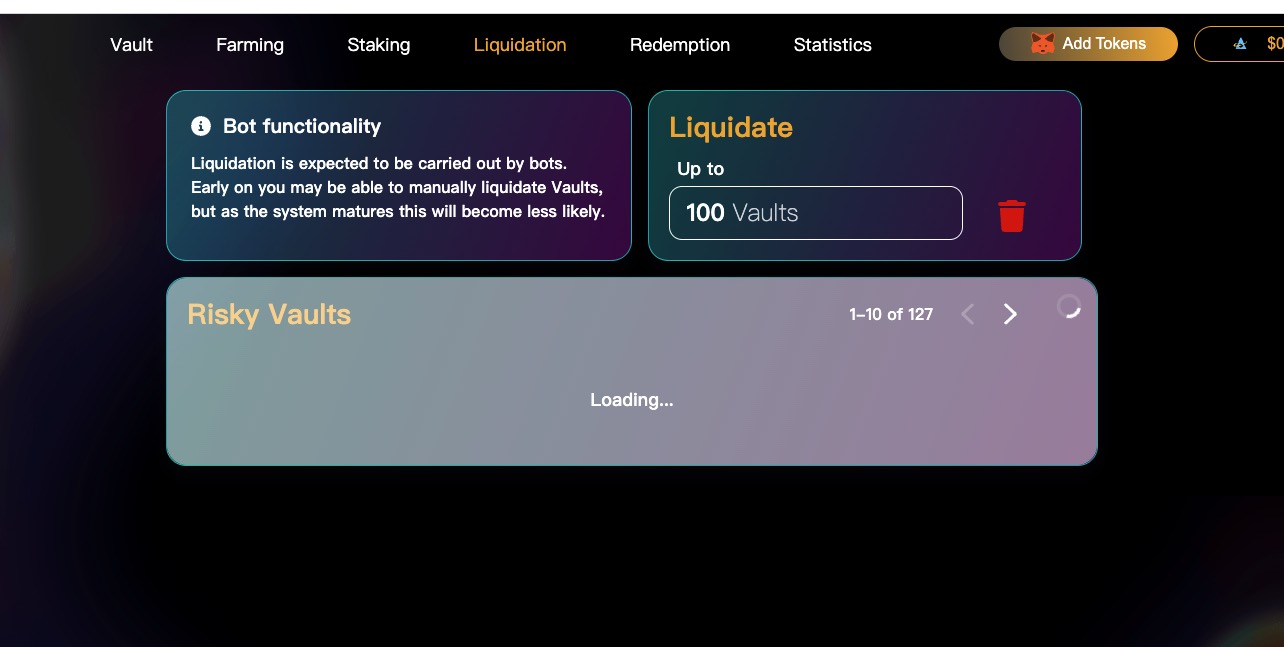 Vault Farming Staking Liquidation Redemption Statistics Add Tokens $0
Bot functionality
Liquidation is expected to be carried out by bots.
Early on you may be able to manually liquidate Vaults,
but as the system matures this will become less likely.
Liquidate
Up to
100 Vaults
Risky Vaults 1–10 of 127
Loading...